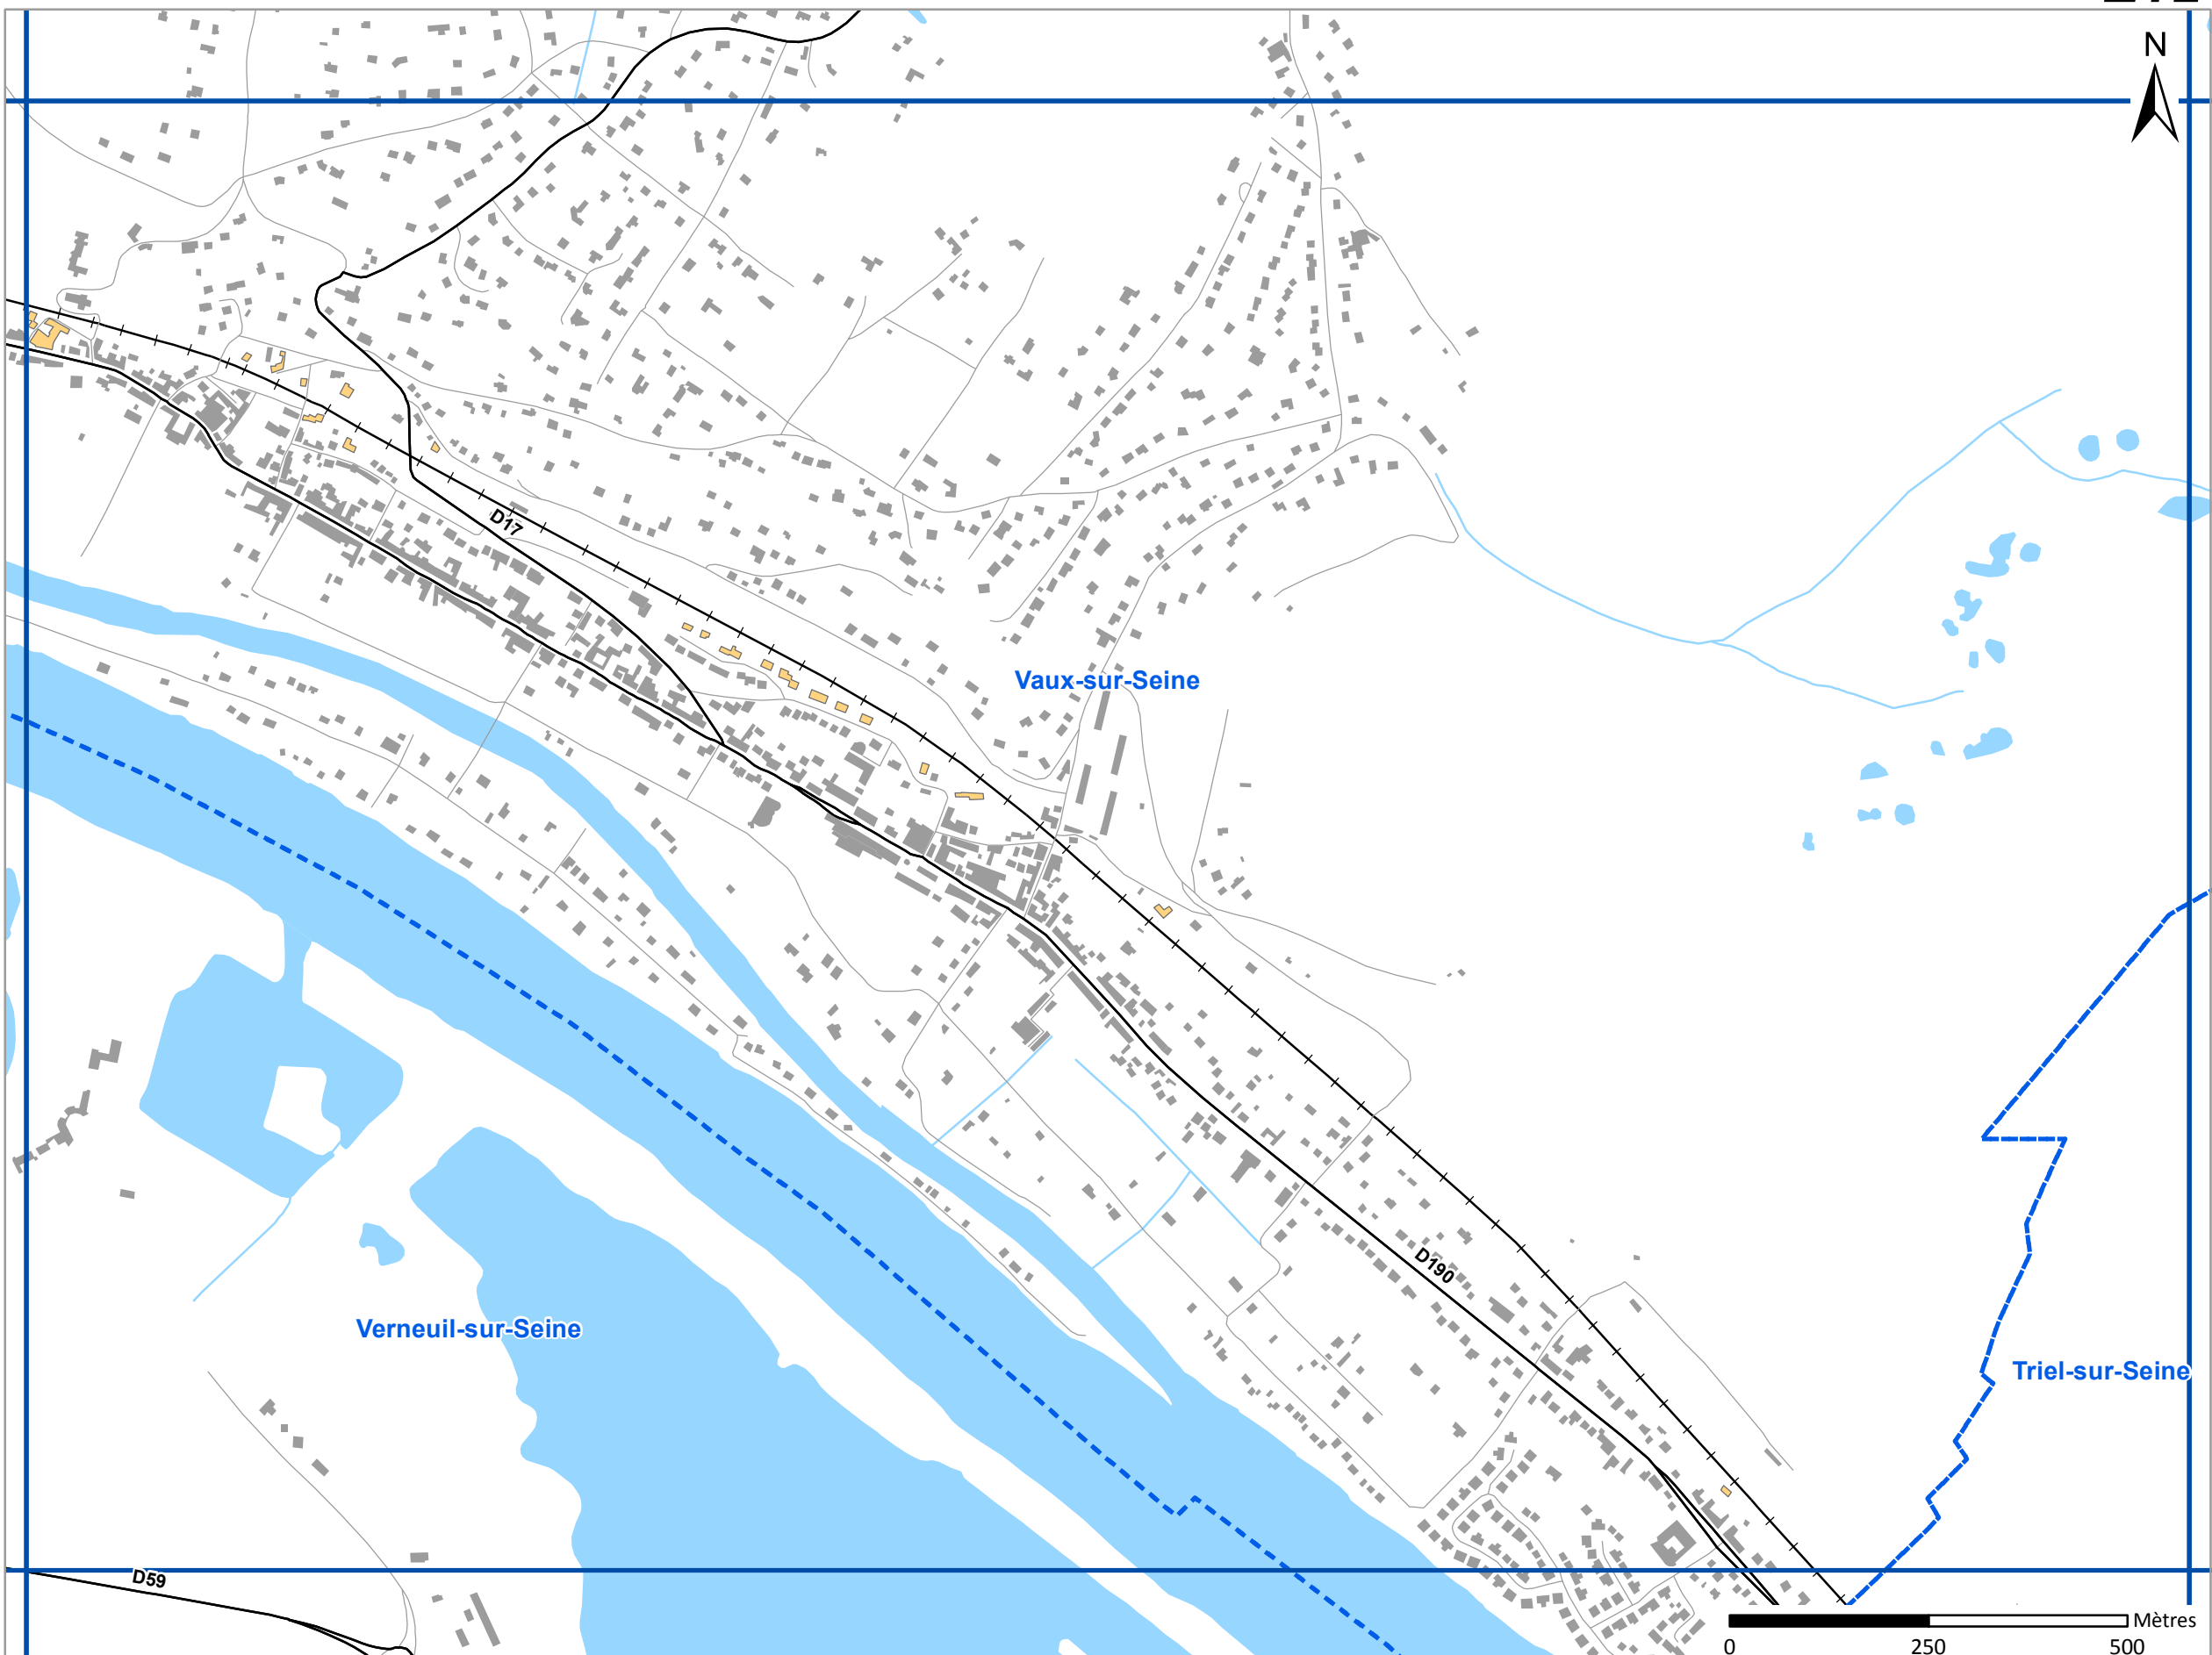 N
D17
Vaux-sur-Seine
D190
Verneuil-sur-Seine
Triel-sur-Seine
D59
Mètres
0 250 500